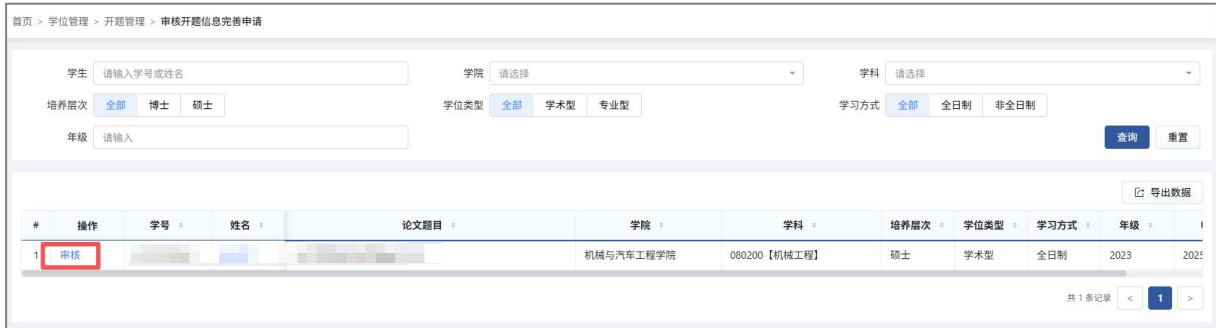 首页 > 学位管理 > 开题管理 > 审核开题信息完善申请
学生 请输入学号或姓名 学院 请选择 学科 请选择
培养层次 全部 博士 硕士 学位类型 全部 学术型 专业型 学习方式 全部 全日制 非全日制
年级 请输入 查询 重置
导出数据
# 操作 学号 姓名 论文题目 学院 学科 培养层次 学位类型 学习方式 年级
1 审核 机械与汽车工程学院 080200【机械工程】 硕士 学术型 全日制 2023 2025
共 1 条记录 < 1 >